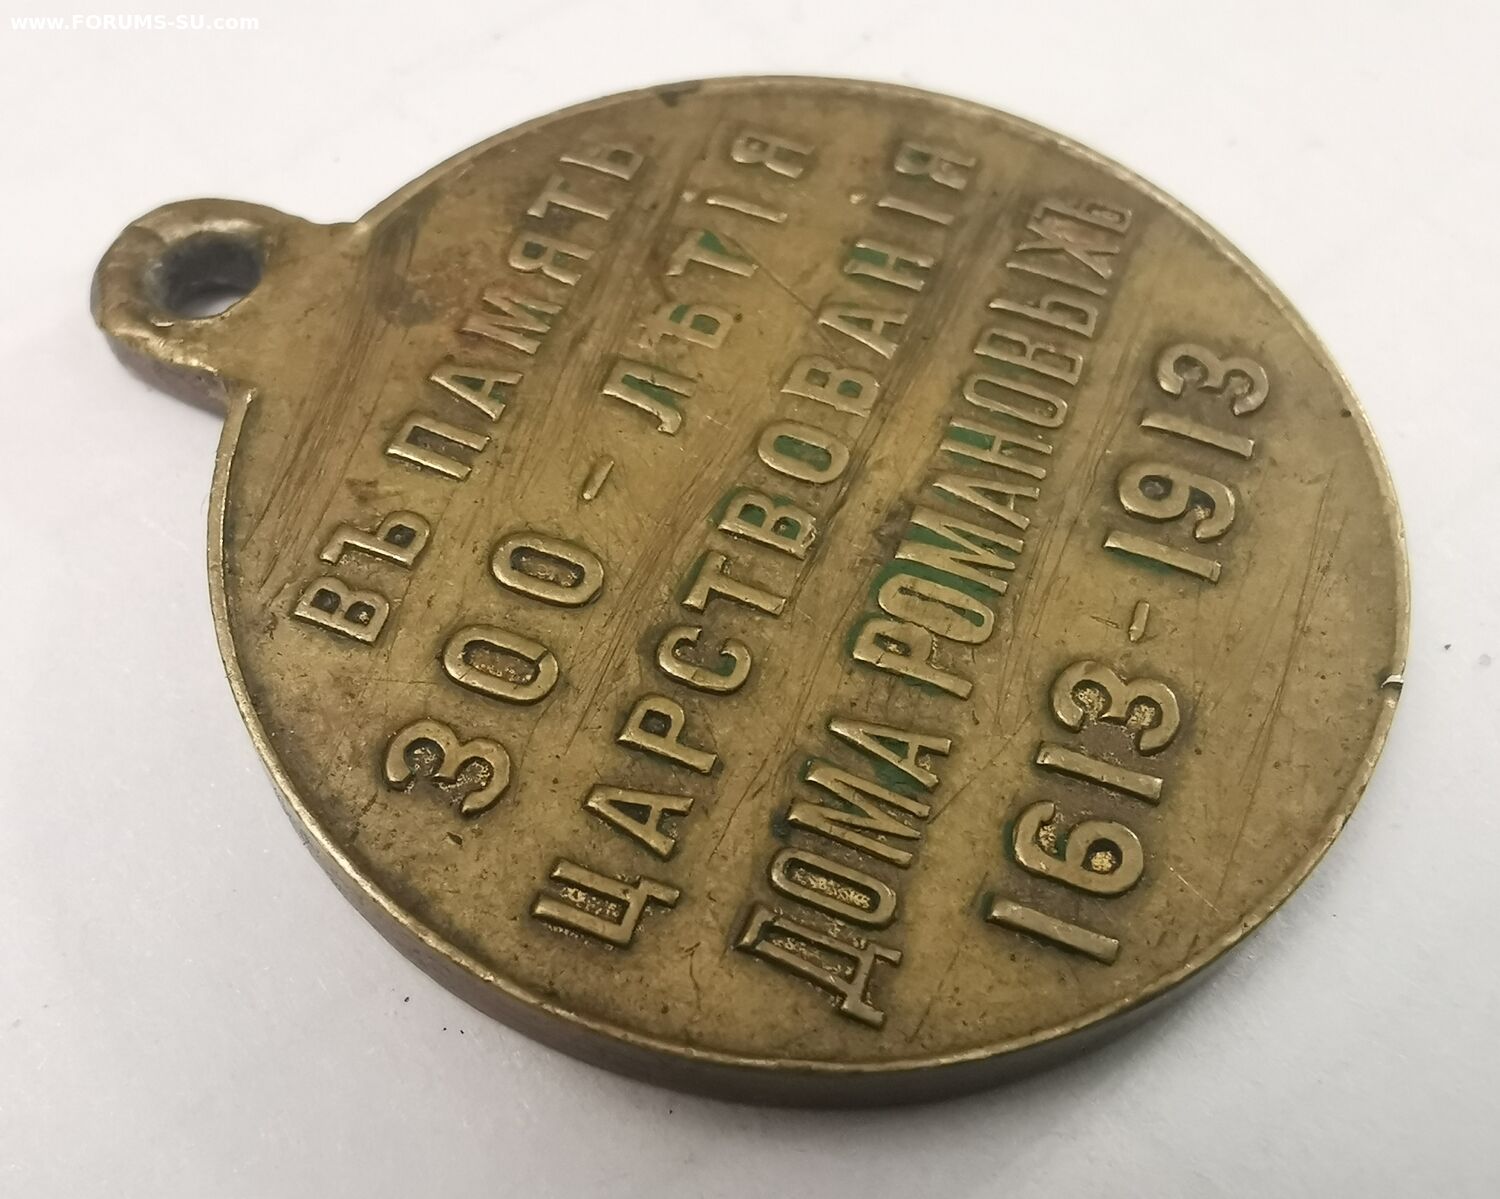 www.FORUMS-SU.com
ВЪ ПАМЯТЬ
300-ЛѢТІЯ
ЦАРСТВОВАНІЯ
ДОМА РОМАНОВЫХЪ
1613-1913